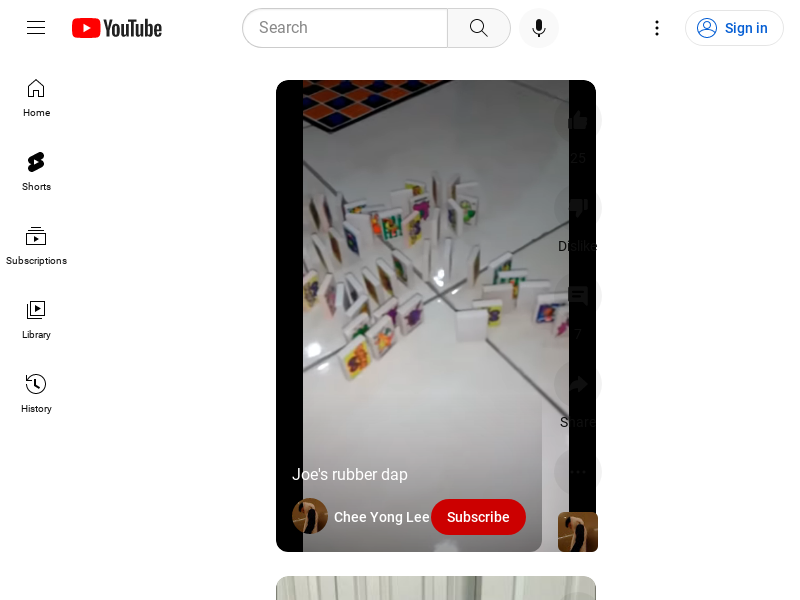 YouTube
Search
Sign in
Home
Shorts
Subscriptions
Library
History
25
Dislike
7
Share
Joe's rubber dap
Chee Yong Lee
Subscribe